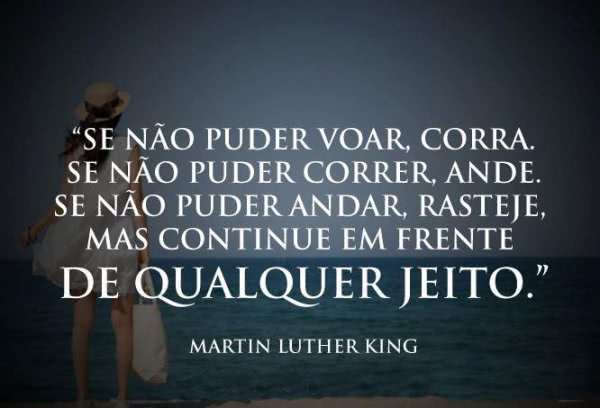 “SE NÃO PUDER VOAR, CORRA.
SE NÃO PUDER CORRER, ANDE.
SE NÃO PUDER ANDAR, RASTEJE,
MAS CONTINUE EM FRENTE
DE QUALQUER JEITO.”
MARTIN LUTHER KING